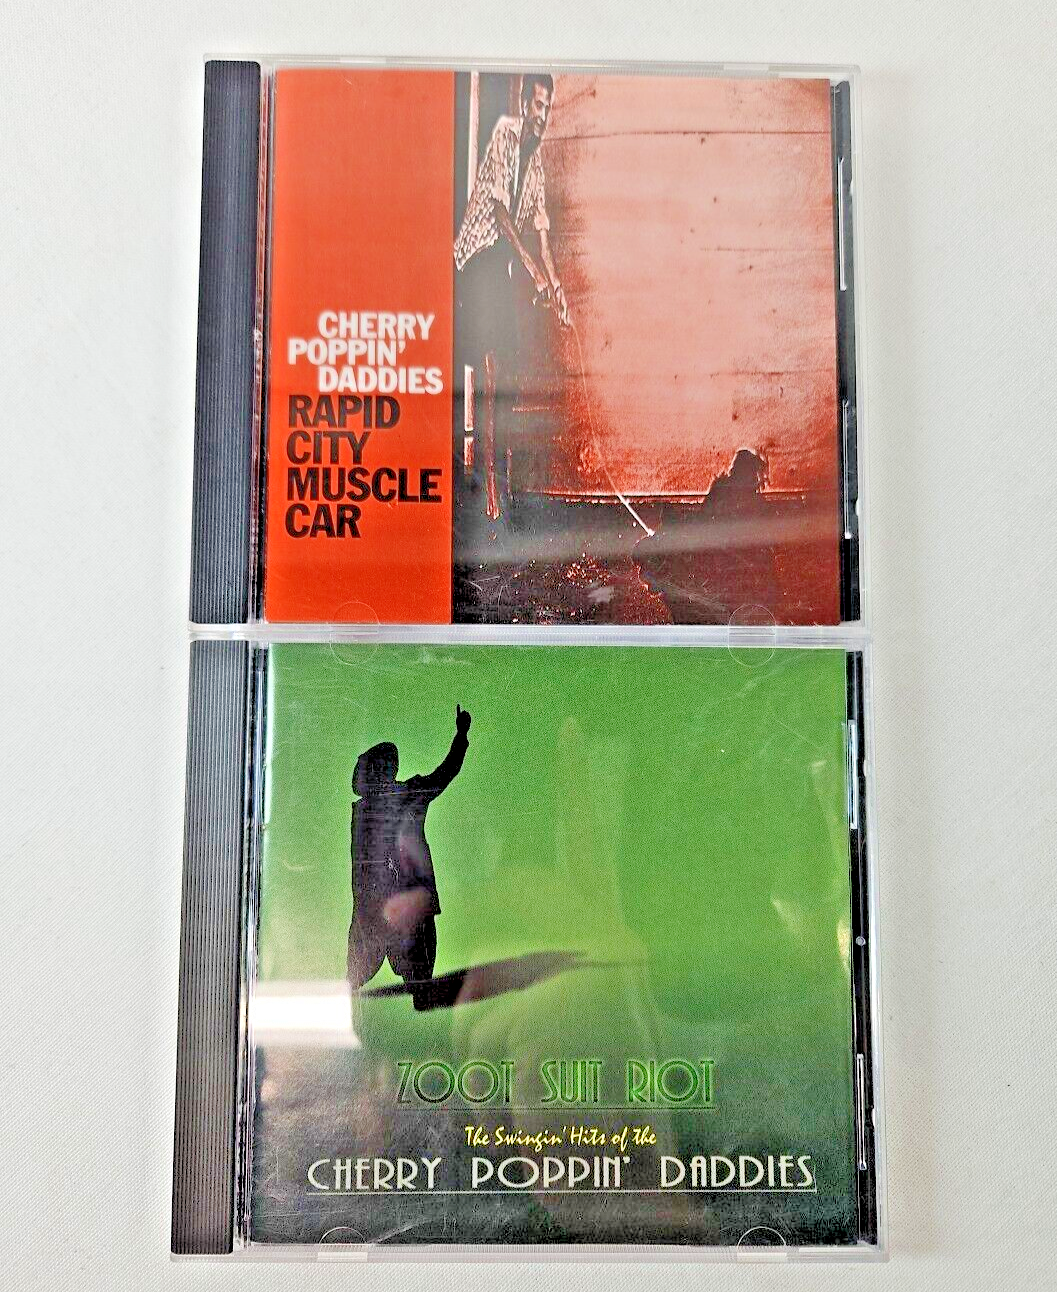 CHERRY
POPPIN'
DADDIES
RAPID
CITY
MUSCLE
CAR
ZOOT SUIT RIOT
The Swingin' Hits of the
CHERRY POPPIN' DADDIES